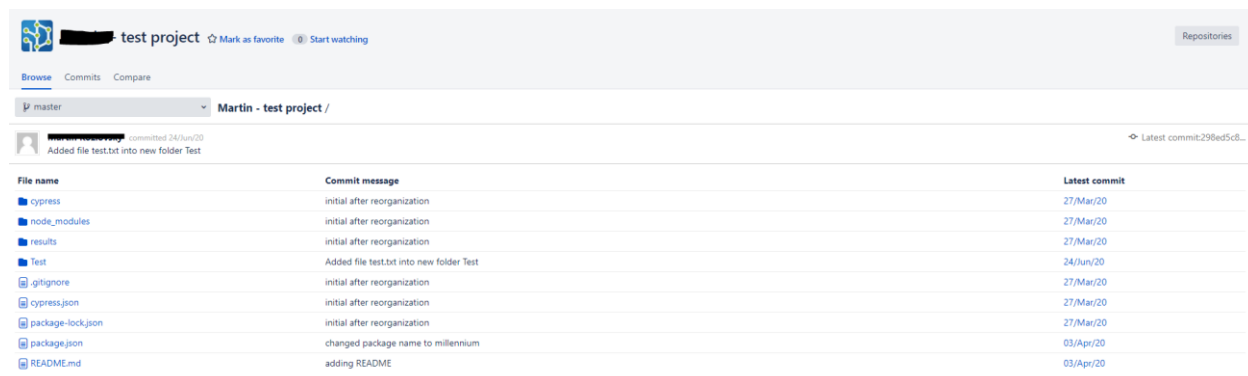 - test project Mark as favorite 0 Start watching
Repositories
Browse Commits Compare
master Martin - test project /
committed 24/Jun/20
Added file test.txt into new folder Test
Latest commit:298ed5c8...
File name Commit message Latest commit
cypress initial after reorganization 27/Mar/20
node_modules initial after reorganization 27/Mar/20
results initial after reorganization 27/Mar/20
Test Added file test.txt into new folder Test 24/Jun/20
.gitignore initial after reorganization 27/Mar/20
cypress.json initial after reorganization 27/Mar/20
package-lock.json initial after reorganization 27/Mar/20
package.json changed package name to millennium 03/Apr/20
README.md adding README 03/Apr/20